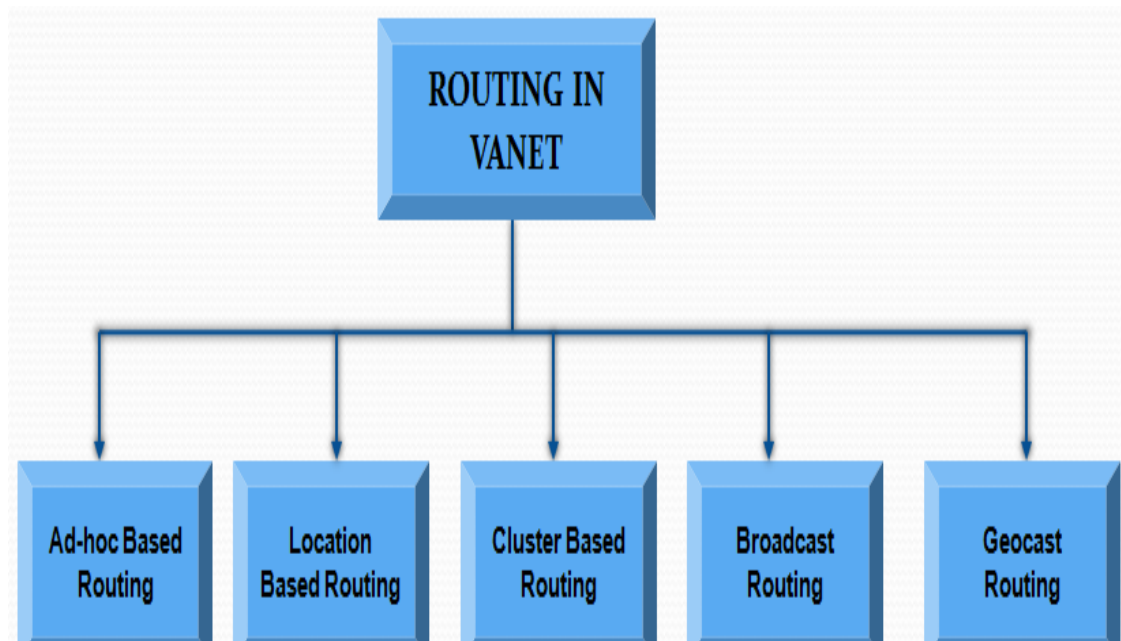 ROUTING IN
VANET
Ad-hoc Based
Routing
Location
Based Routing
Cluster Based
Routing
Broadcast
Routing
Geocast
Routing